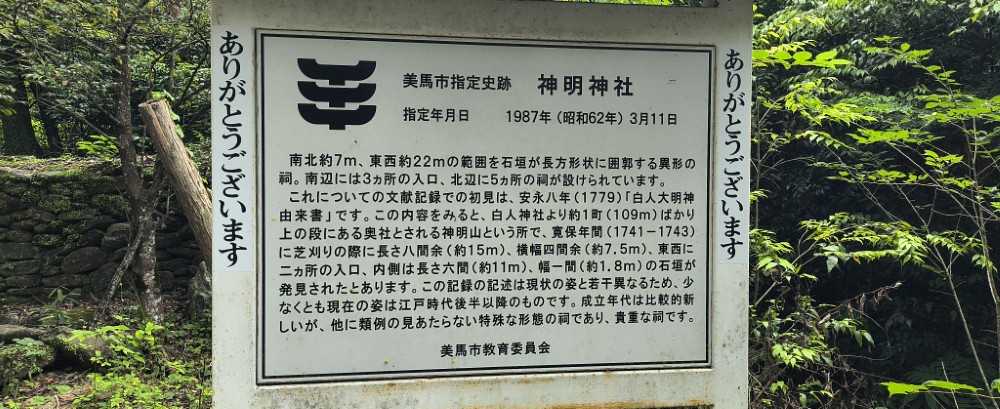 ありがとうございます
美馬市指定史跡 神明神社
指定年月日 1987年（昭和62年）3月11日
南北約7m、東西約22mの範囲を石垣が長方形状に囲郭する異形の
祠。南辺には3ヵ所の入口、北辺に5ヵ所の祠が設けられています。
これについての文献記録での初見は、安永八年（1779）「白人大明神
由来書」です。この内容をみると、白人神社より約1町（109m）ばかり
上の段にある奥社とされる神明山という所で、寛保年間（1741－1743）
に芝刈りの際に長さ八間余（約15m）、横幅四間余（約7.5m）、東西に
二ヵ所の入口、内側は長さ六間（約11m）、幅一間（約1.8m）の石垣が
発見されたとあります。この記録の記述は現状の姿と若干異なるため、少
なくとも現在の姿は江戸時代後半以降のものです。成立年代は比較的新
しいが、他に類例の見あたらない特殊な形態の祠であり、貴重な祠です。
美馬市教育委員会
ありがとうございます